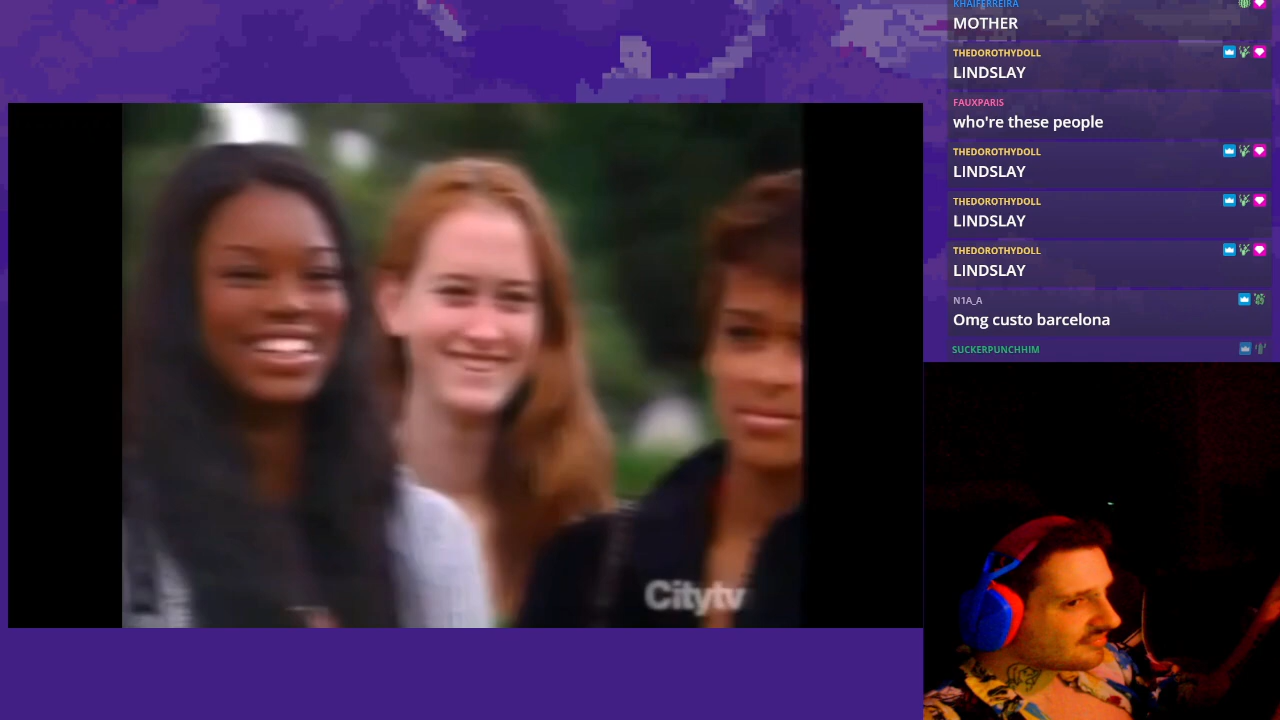 KHAIFERREIRA
MOTHER
THEDOROTHYDOLL
LINDSLAY
FAUXPARIS
who're these people
THEDOROTHYDOLL
LINDSLAY
THEDOROTHYDOLL
LINDSLAY
THEDOROTHYDOLL
LINDSLAY
N1A_A
Omg custo barcelona
SUCKERPUNCHHIM
Citytv